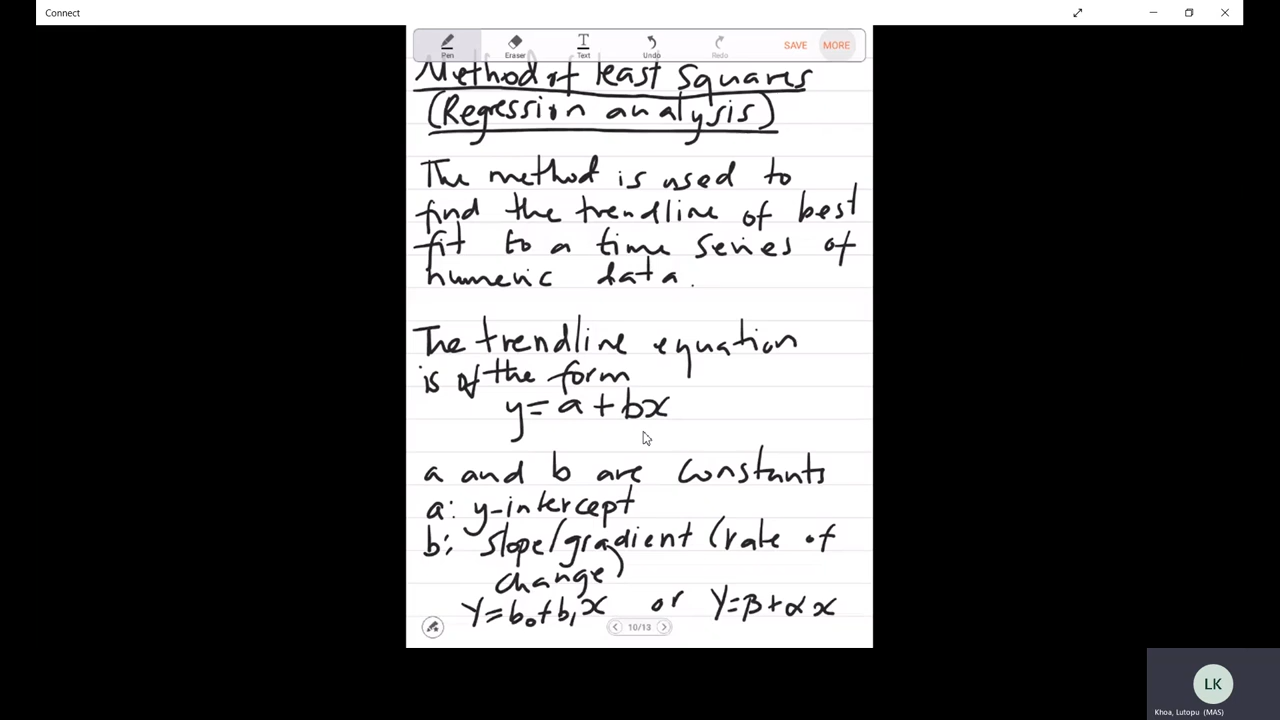 Connect
Pen
Eraser
Text
Undo
Redo
SAVE
MORE
Method of least squares
(Regression analysis)
The method is used to
find the trendline of best
fit to a time series of
numeric data.
The trendline equation
is of the form
y = a + bx
a and b are constants
a: y-intercept
b: slope/gradient (rate of
change)
Y = b₀ + b₁x or Y = β + αx
10/13
LK
Khoa, Lutopu (MAS)